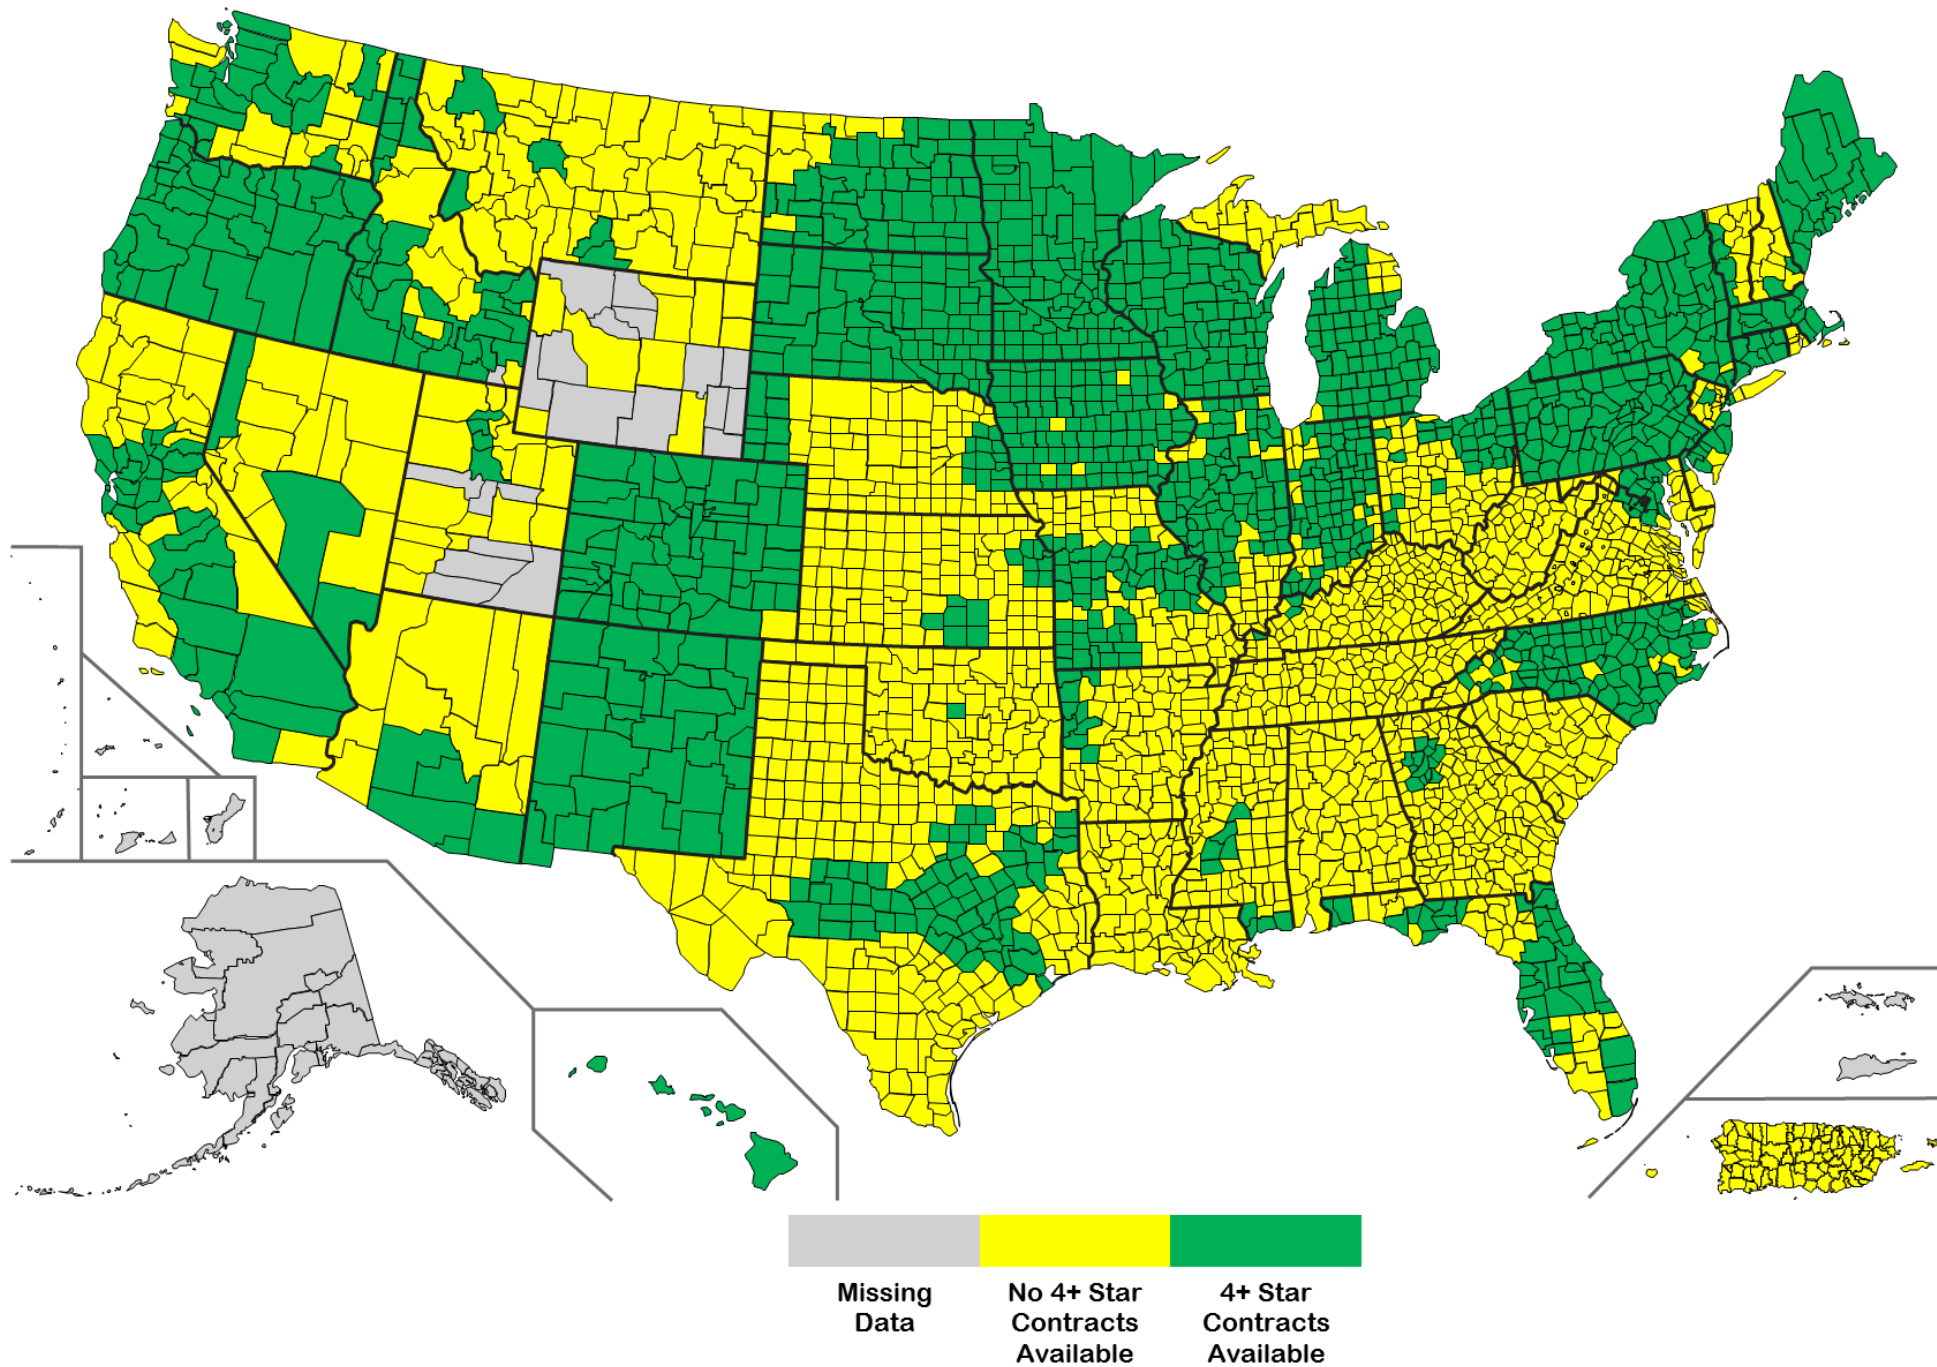 Missing
Data
No 4+ Star
Contracts
Available
4+ Star
Contracts
Available